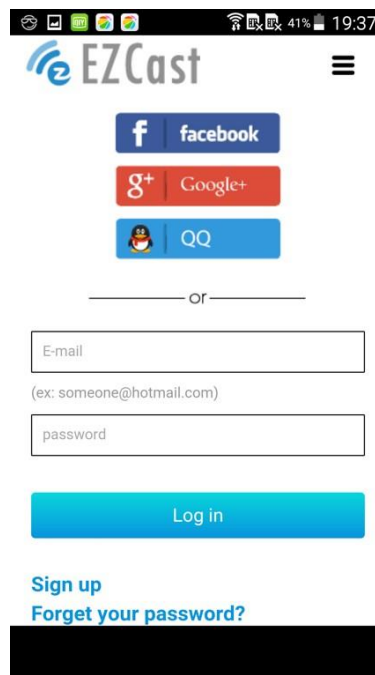 41% 19:37
EZCast
f facebook
g+ Google+
QQ
or
E-mail
(ex: someone@hotmail.com)
password
Log in
Sign up
Forget your password?